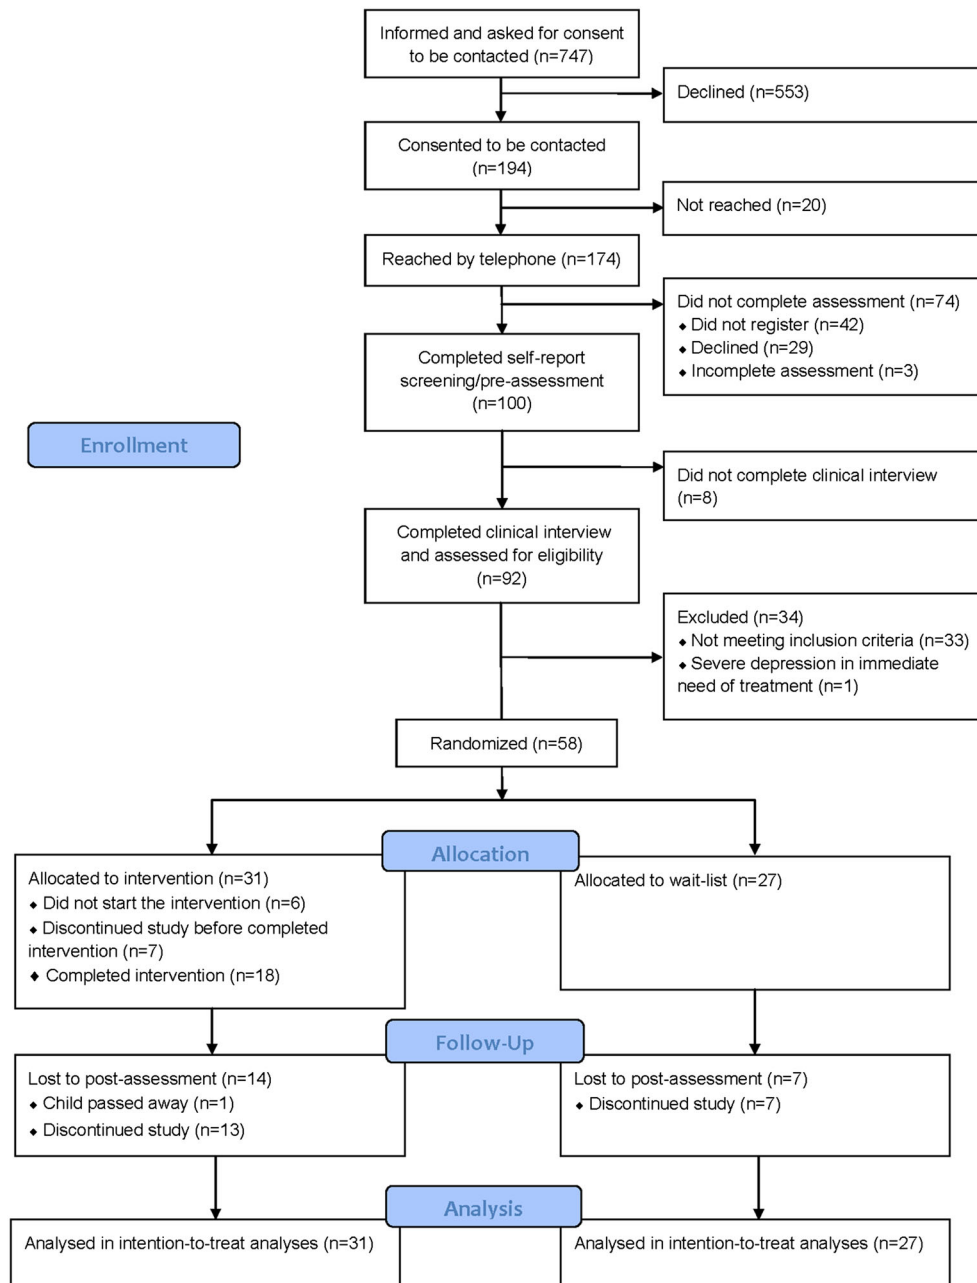 Informed and asked for consent
to be contacted (n=747)
Declined (n=553)
Consented to be contacted
(n=194)
Not reached (n=20)
Reached by telephone (n=174)
Did not complete assessment (n=74)
⬥ Did not register (n=42)
⬥ Declined (n=29)
⬥ Incomplete assessment (n=3)
Completed self-report
screening/pre-assessment
(n=100)
Enrollment
Did not complete clinical interview
(n=8)
Completed clinical interview
and assessed for eligibility
(n=92)
Excluded (n=34)
⬥ Not meeting inclusion criteria (n=33)
⬥ Severe depression in immediate
need of treatment (n=1)
Randomized (n=58)
Allocation
Allocated to intervention (n=31)
⬥ Did not start the intervention (n=6)
⬥ Discontinued study before completed
intervention (n=7)
⬥ Completed intervention (n=18)
Allocated to wait-list (n=27)
Follow-Up
Lost to post-assessment (n=14)
⬥ Child passed away (n=1)
⬥ Discontinued study (n=13)
Lost to post-assessment (n=7)
⬥ Discontinued study (n=7)
Analysis
Analysed in intention-to-treat analyses (n=31)
Analysed in intention-to-treat analyses (n=27)